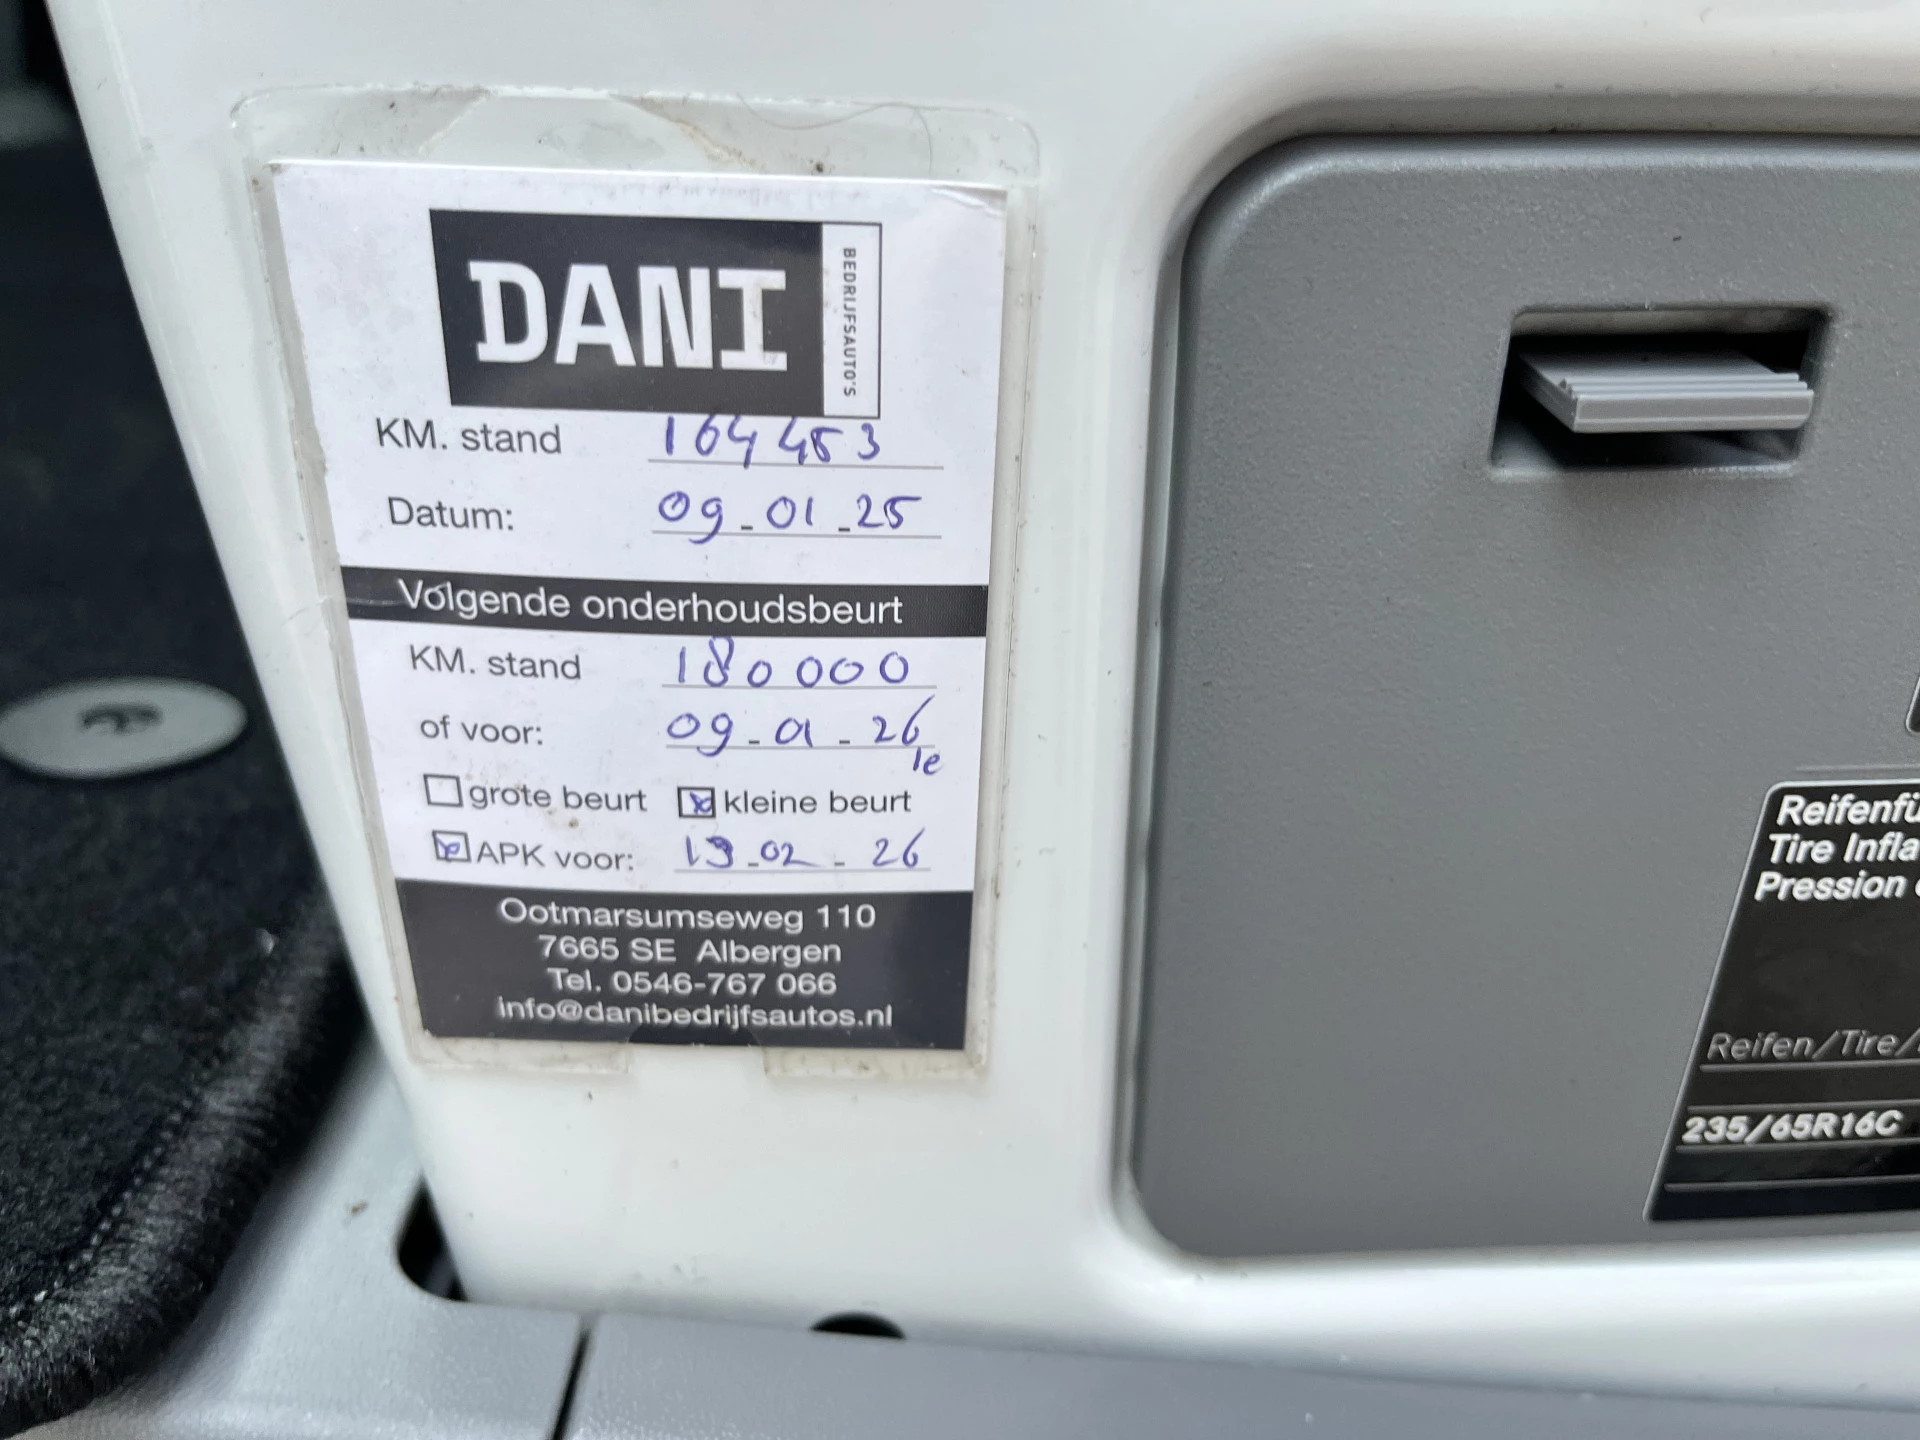 DANI
BEDRIJFSAUTO'S
KM. stand 164453
Datum: 09-01-25
Volgende onderhoudsbeurt
KM. stand 180000
of voor: 09-01-26
1e
grote beurt kleine beurt
APK voor: 13-02-26
Ootmarsumseweg 110
7665 SE Albergen
Tel. 0546-767 066
info@danibedrijfsautos.nl
Reifenfü
Tire Infla
Pression
Reifen/Tire/
235/65R16C